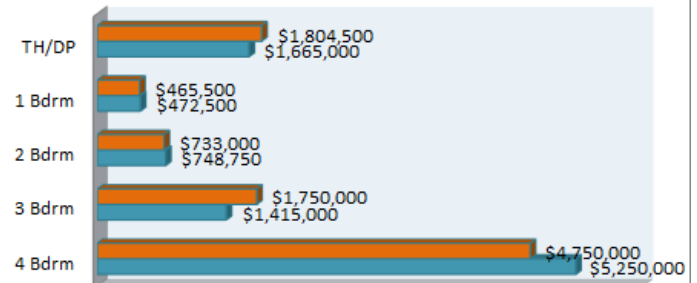 TH/DP
$1,804,500
$1,665,000
1 Bdrm
$465,500
$472,500
2 Bdrm
$733,000
$748,750
3 Bdrm
$1,750,000
$1,415,000
4 Bdrm
$4,750,000
$5,250,000